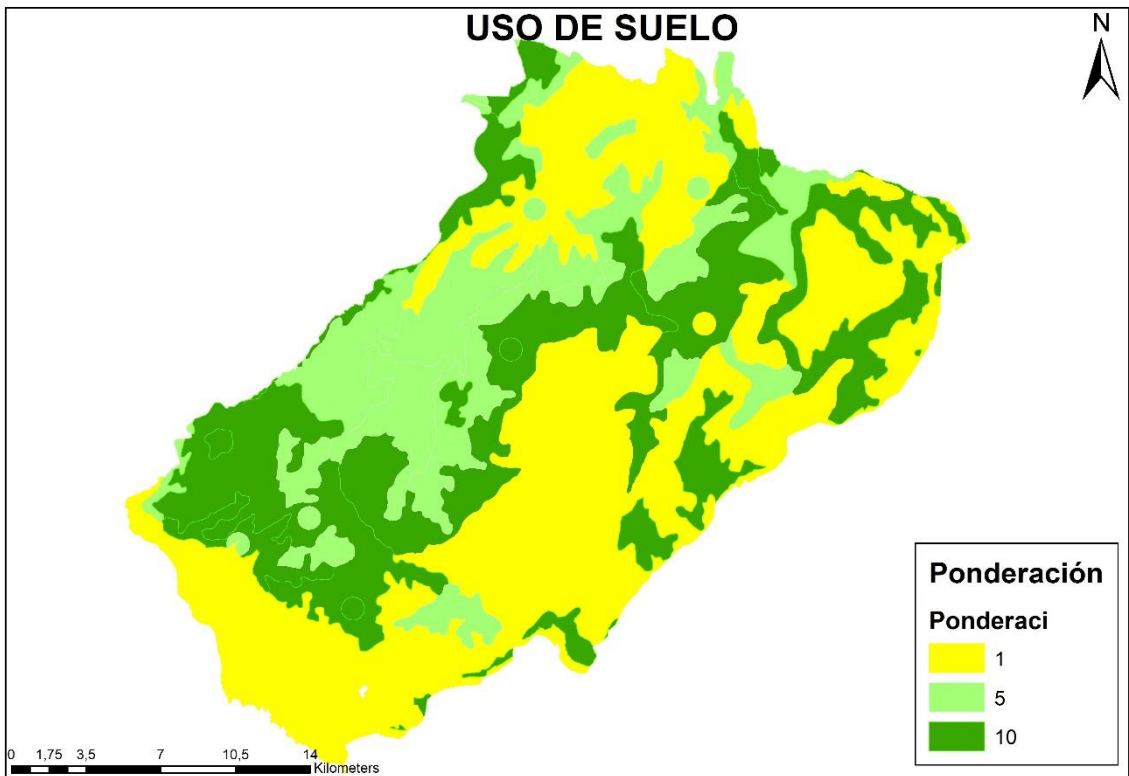 USO DE SUELO
N
Ponderación
Ponderaci
1
5
10
0 1,75 3,5 7 10,5 14
Kilometers